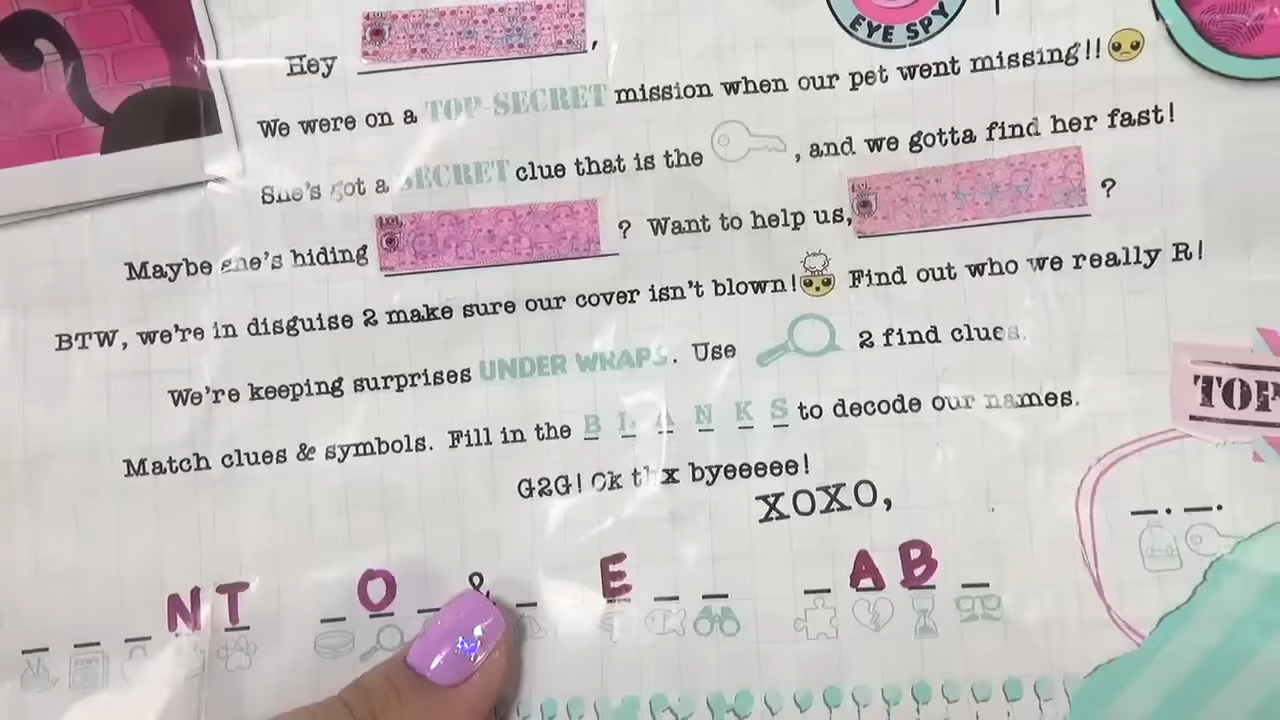 EYE SPY
Hey ,
We were on a TOP-SECRET mission when our pet went missing!!
She's got a SECRET clue that is the , and we gotta find her fast!
Maybe she's hiding ? Want to help us, ?
BTW, we're in disguise 2 make sure our cover isn't blown! Find out who we really R!
We're keeping surprises UNDER WRAPS. Use 2 find clues.
Match clues & symbols. Fill in the B L A N K S to decode our names.
G2G! Ok thx byeeeee!
XOXO,
TOP
N T O & E A B